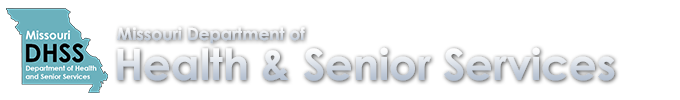 Missouri
DHSS
Department of Health
and Senior Services
Missouri Department of
Health & Senior Services